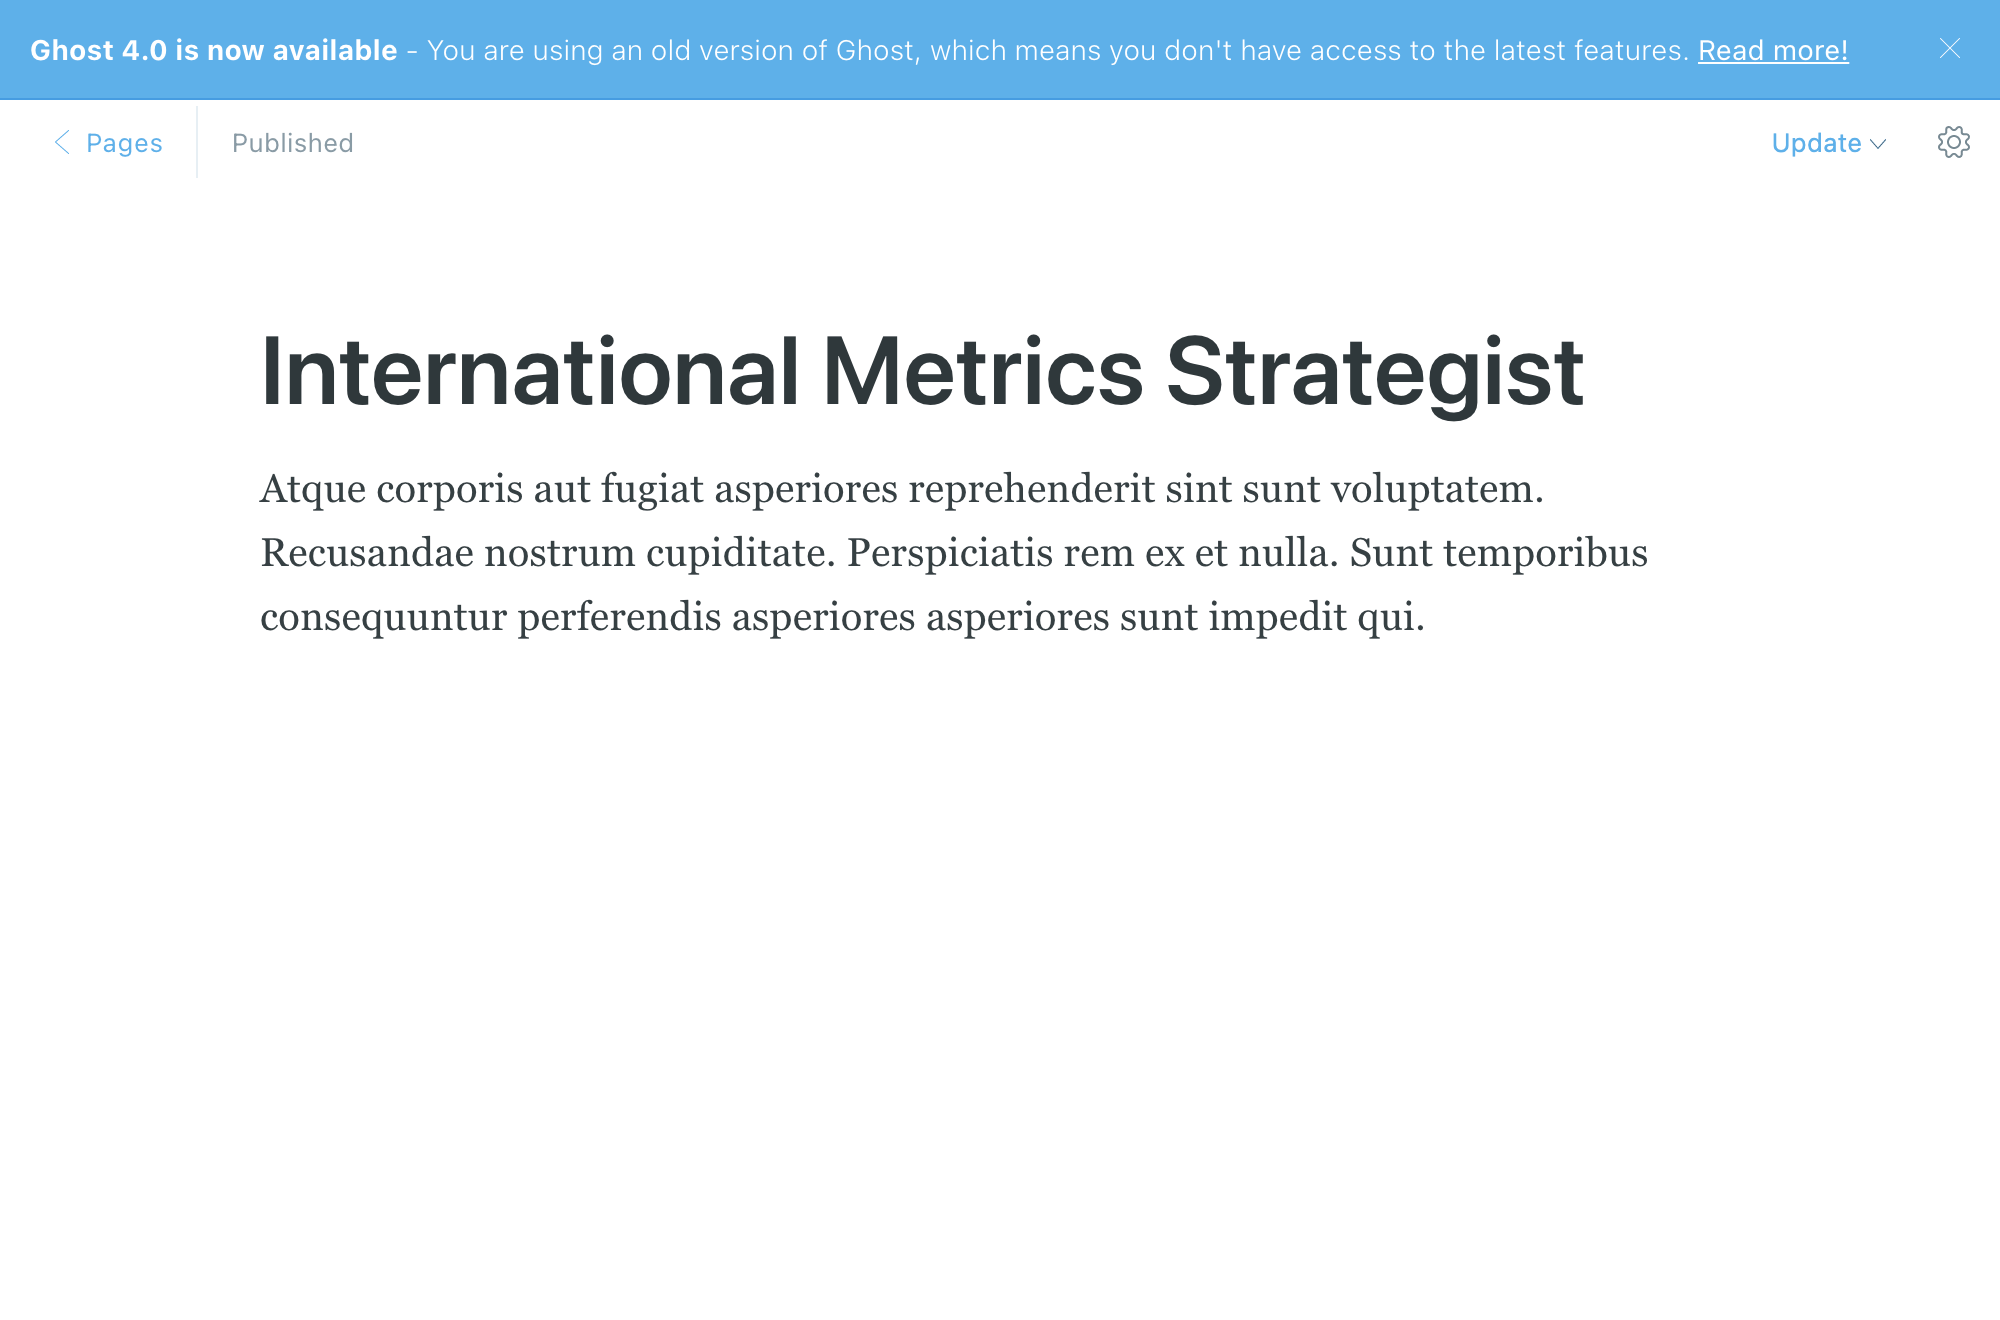 Ghost 4.0 is now available - You are using an old version of Ghost, which means you don't have access to the latest features. Read more!
Pages
Published
Update
International Metrics Strategist
Atque corporis aut fugiat asperiores reprehenderit sint sunt voluptatem.
Recusandae nostrum cupiditate. Perspiciatis rem ex et nulla. Sunt temporibus
consequuntur perferendis asperiores asperiores sunt impedit qui.